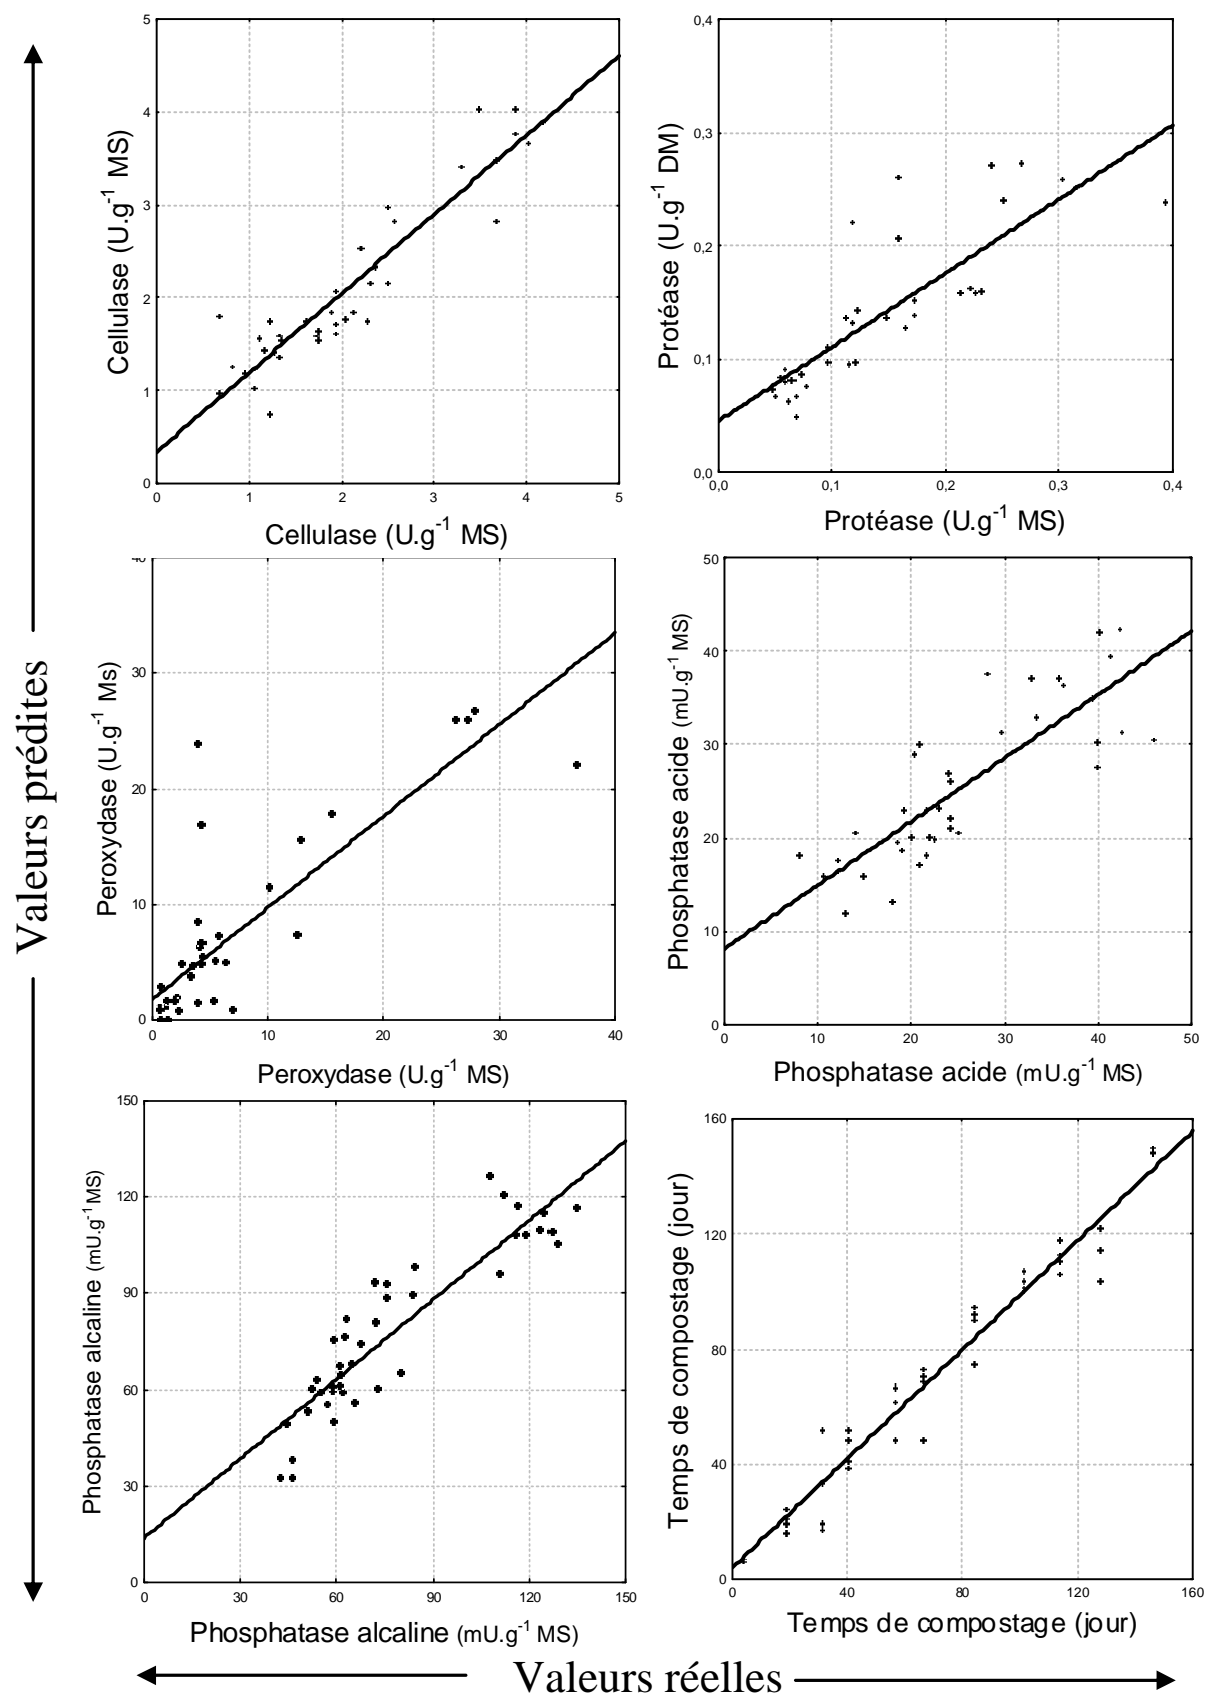 5
4
3
2
1
0
0 1 2 3 4 5
Cellulase (U.g-1 MS)
Cellulase (U.g-1 MS)
0,4
0,3
0,2
0,1
0,0
0,0 0,1 0,2 0,3 0,4
Protéase (U.g-1 DM)
Protéase (U.g-1 MS)
40
30
20
10
0
0 10 20 30 40
Peroxydase (U.g-1 Ms)
Peroxydase (U.g-1 MS)
50
40
30
20
10
0
0 10 20 30 40 50
Phosphatase acide (mU.g-1 MS)
Phosphatase acide (mU.g-1 MS)
150
120
90
60
30
0
0 30 60 90 120 150
Phosphatase alcaline (mU.g-1 MS)
Phosphatase alcaline (mU.g-1 MS)
160
120
80
40
0
0 40 80 120 160
Temps de compostage (jour)
Temps de compostage (jour)
Valeurs prédites
Valeurs réelles